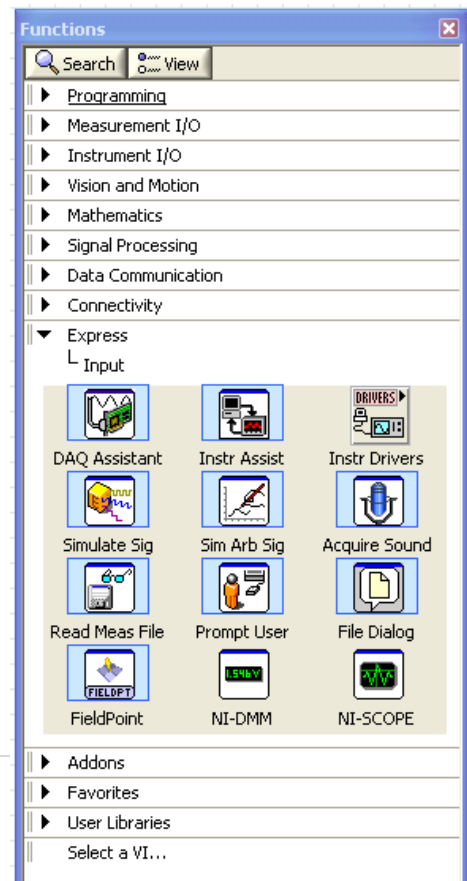 Functions
Search View
Programming
Measurement I/O
Instrument I/O
Vision and Motion
Mathematics
Signal Processing
Data Communication
Connectivity
Express
Input
DRIVERS
DAQ Assistant Instr Assist Instr Drivers
Simulate Sig Sim Arb Sig Acquire Sound
Read Meas File Prompt User File Dialog
FIELDPT 1.546V
FieldPoint NI-DMM NI-SCOPE
Addons
Favorites
User Libraries
Select a VI...